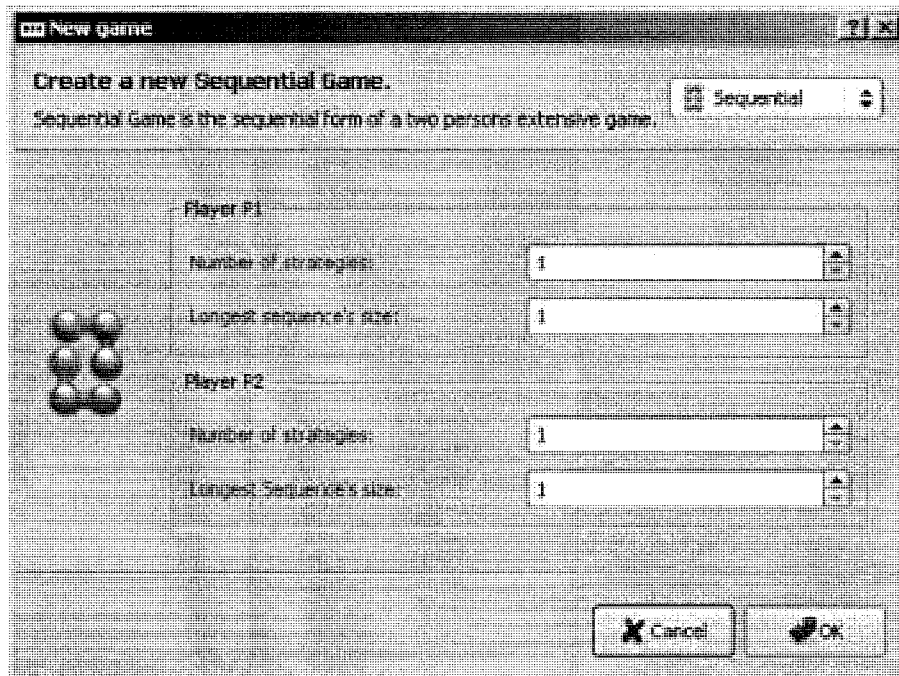 New game
Create a new Sequential Game.
Sequential
Sequential Game is the sequential form of a two persons extensive game.
Player P1
Number of strategies: 1
Longest sequence's size: 1
Player P2
Number of strategies: 1
Longest Sequence's size: 1
Cancel OK